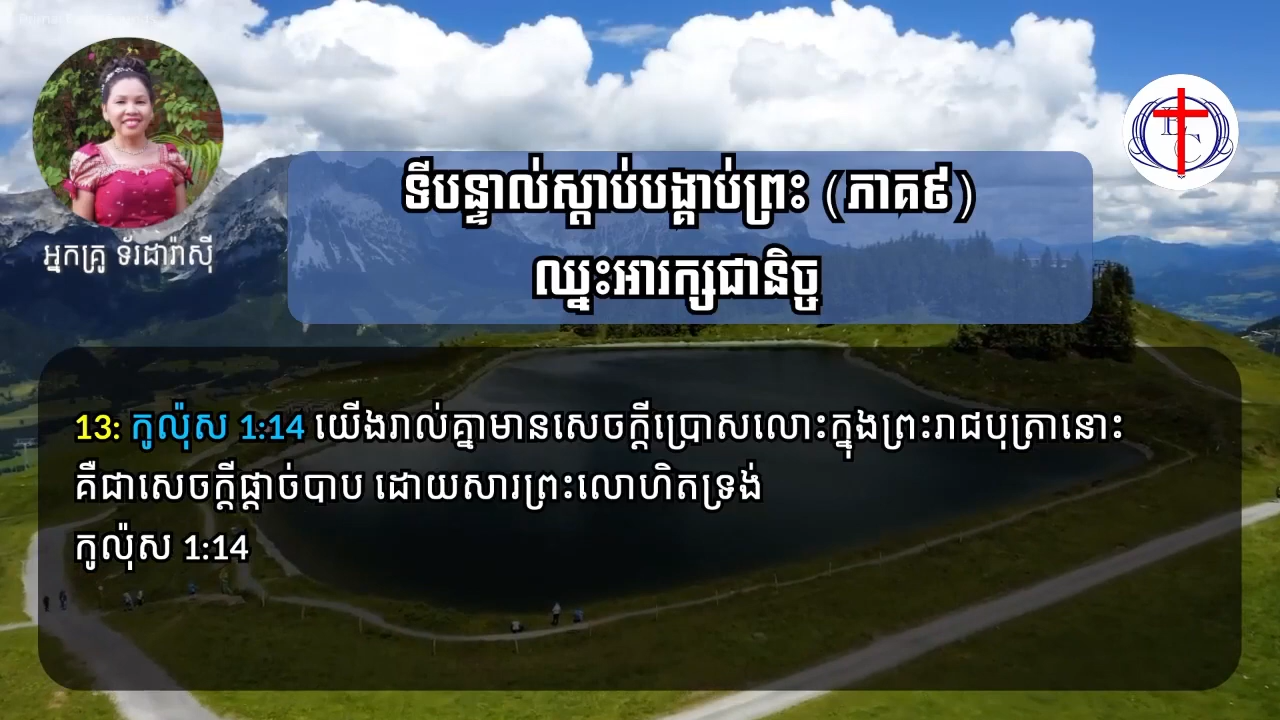 ទីបន្ទាល់ស្ដាប់បង្គាប់ព្រះ (ភាគ៩)
ឈ្នះអារក្សជានិច្ច
អ្នកគ្រូ ទ័រដារ៉ាស៊ី
13: កូល៉ុស 1:14 យើងរាល់គ្នាមានសេចក្ដីប្រោសលោះក្នុងព្រះរាជបុត្រានោះ
គឺជាសេចក្ដីផ្ដាច់បាប ដោយសារព្រះលោហិតទ្រង់
កូល៉ុស 1:14